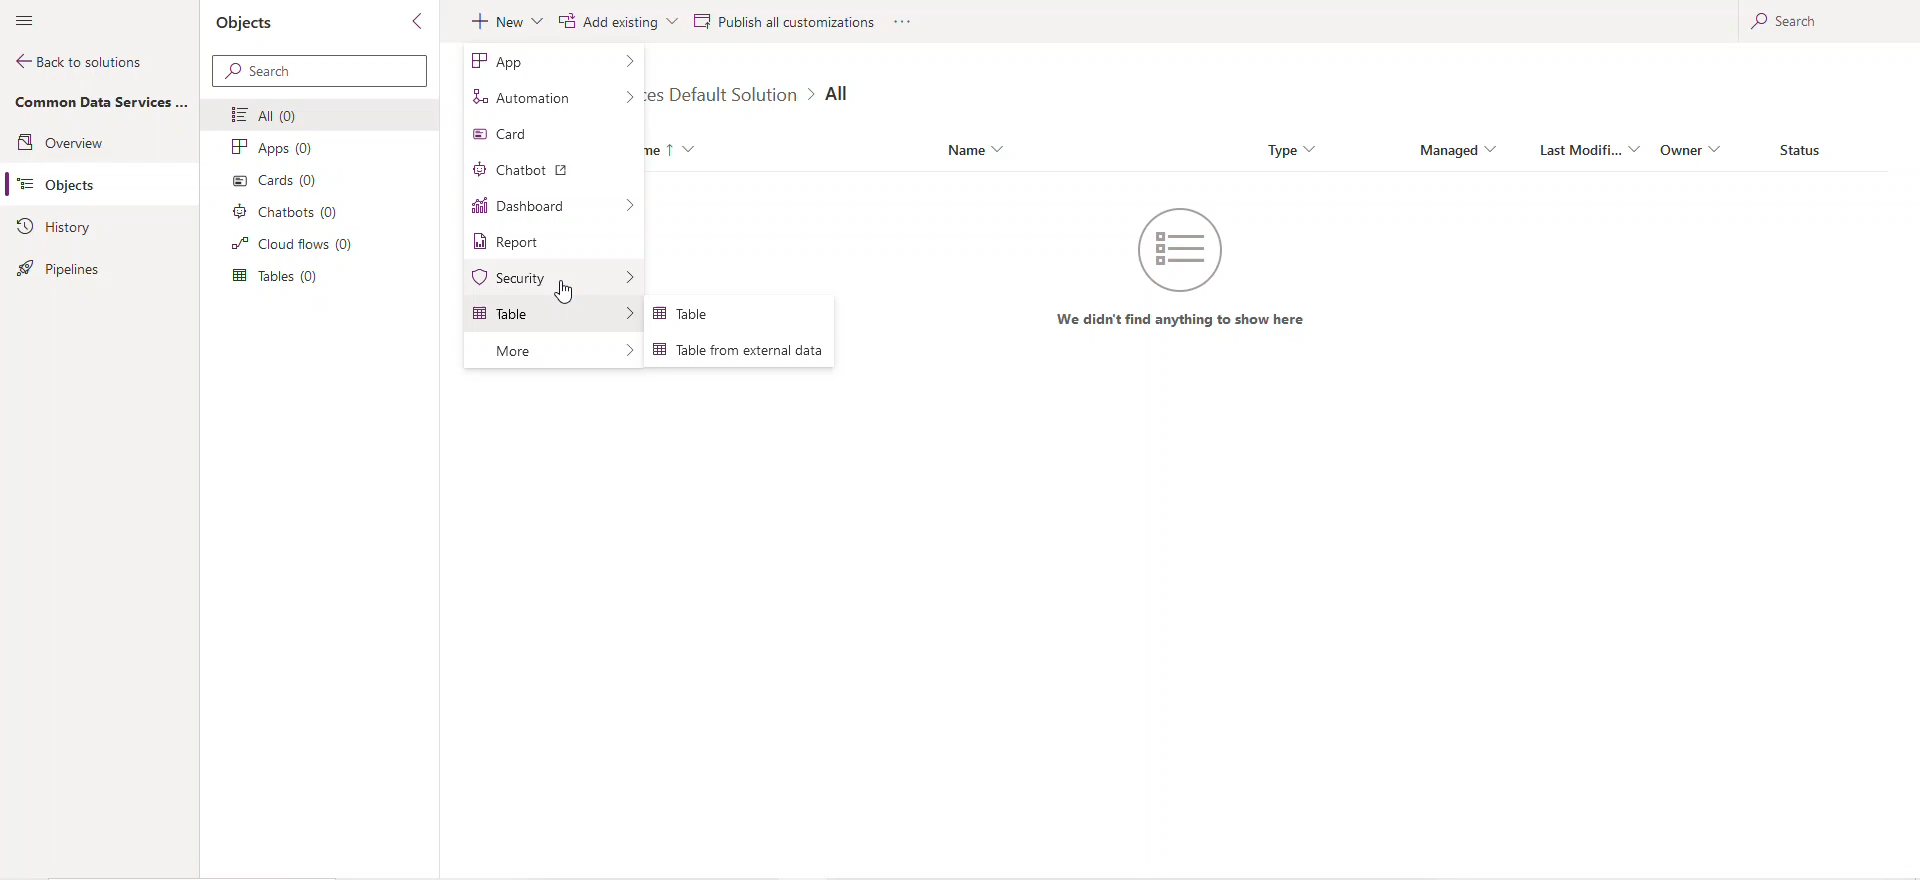 Back to solutions
Common Data Services ...
Overview
Objects
History
Pipelines
Objects
Search
All (0)
Apps (0)
Cards (0)
Chatbots (0)
Cloud flows (0)
Tables (0)
New
Add existing
Publish all customizations
...
Search
App
Automation
Card
Chatbot
Dashboard
Report
Security
Table
More
Table
Table from external data
ces Default Solution > All
me ↑
Name
Type
Managed
Last Modifi...
Owner
Status
We didn't find anything to show here